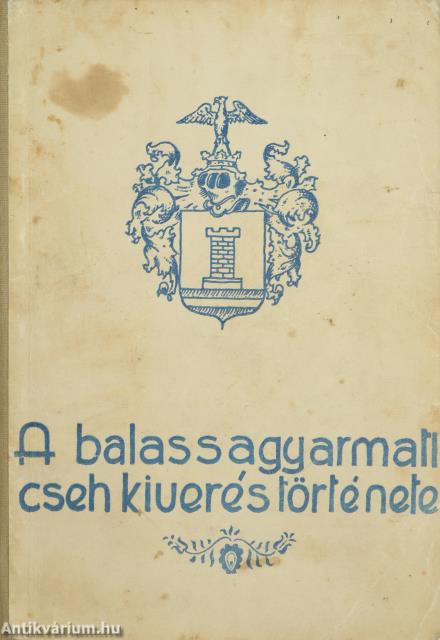 A balassagyarmati
cseh kiverés története
Antikvárium.hu